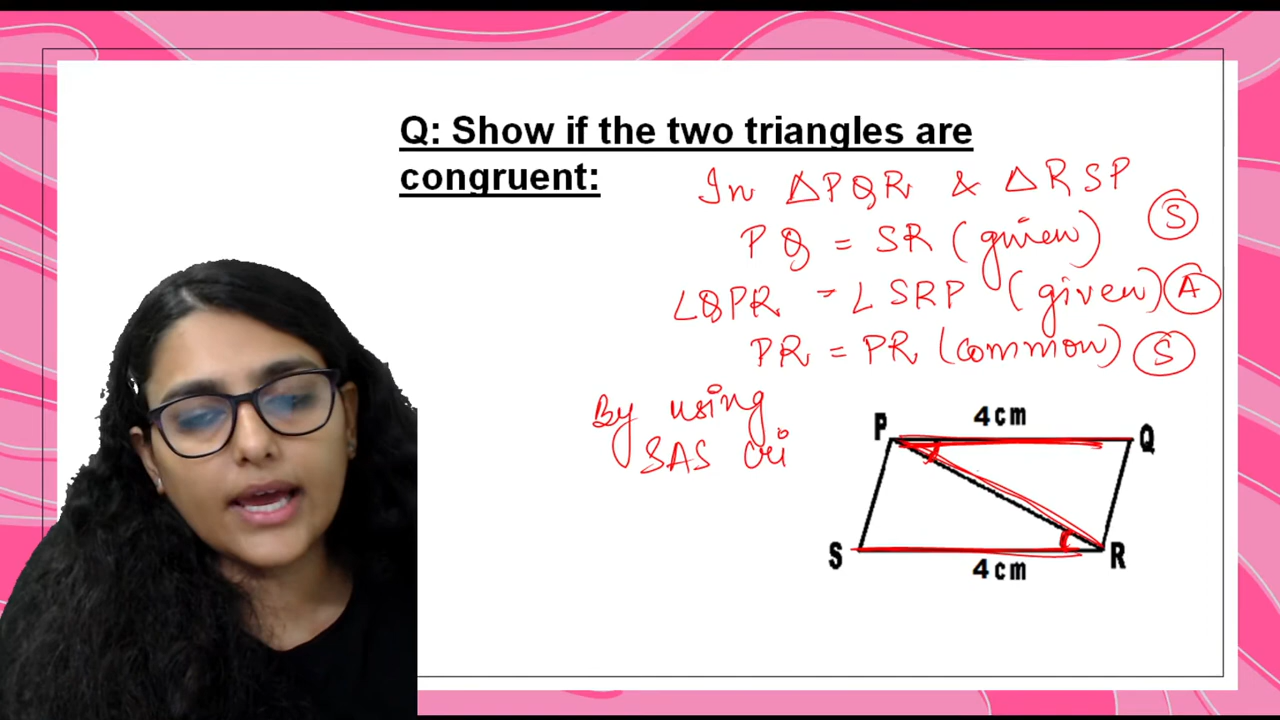 Q: Show if the two triangles are
congruent:
In △PQR & △RSP
PQ = SR (given) S
∠QPR = ∠SRP (given) A
PR = PR (common) S
By using
SAS cri
4cm
P
Q
S
R
4cm